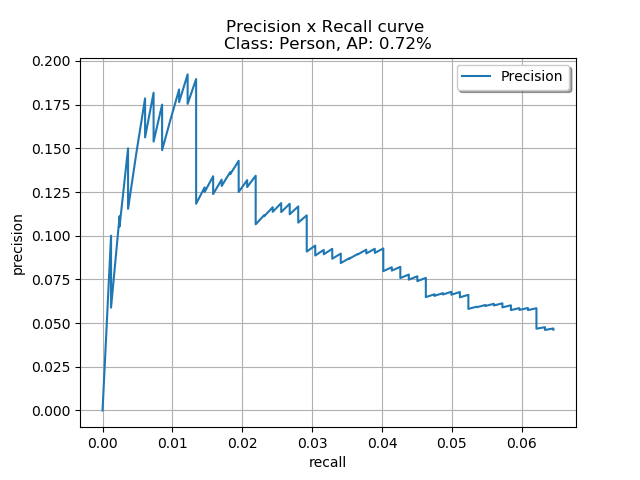 Precision x Recall curve
Class: Person, AP: 0.72%
Precision
0.200
0.175
0.150
0.125
0.100
0.075
0.050
0.025
0.000
precision
0.00 0.01 0.02 0.03 0.04 0.05 0.06
recall